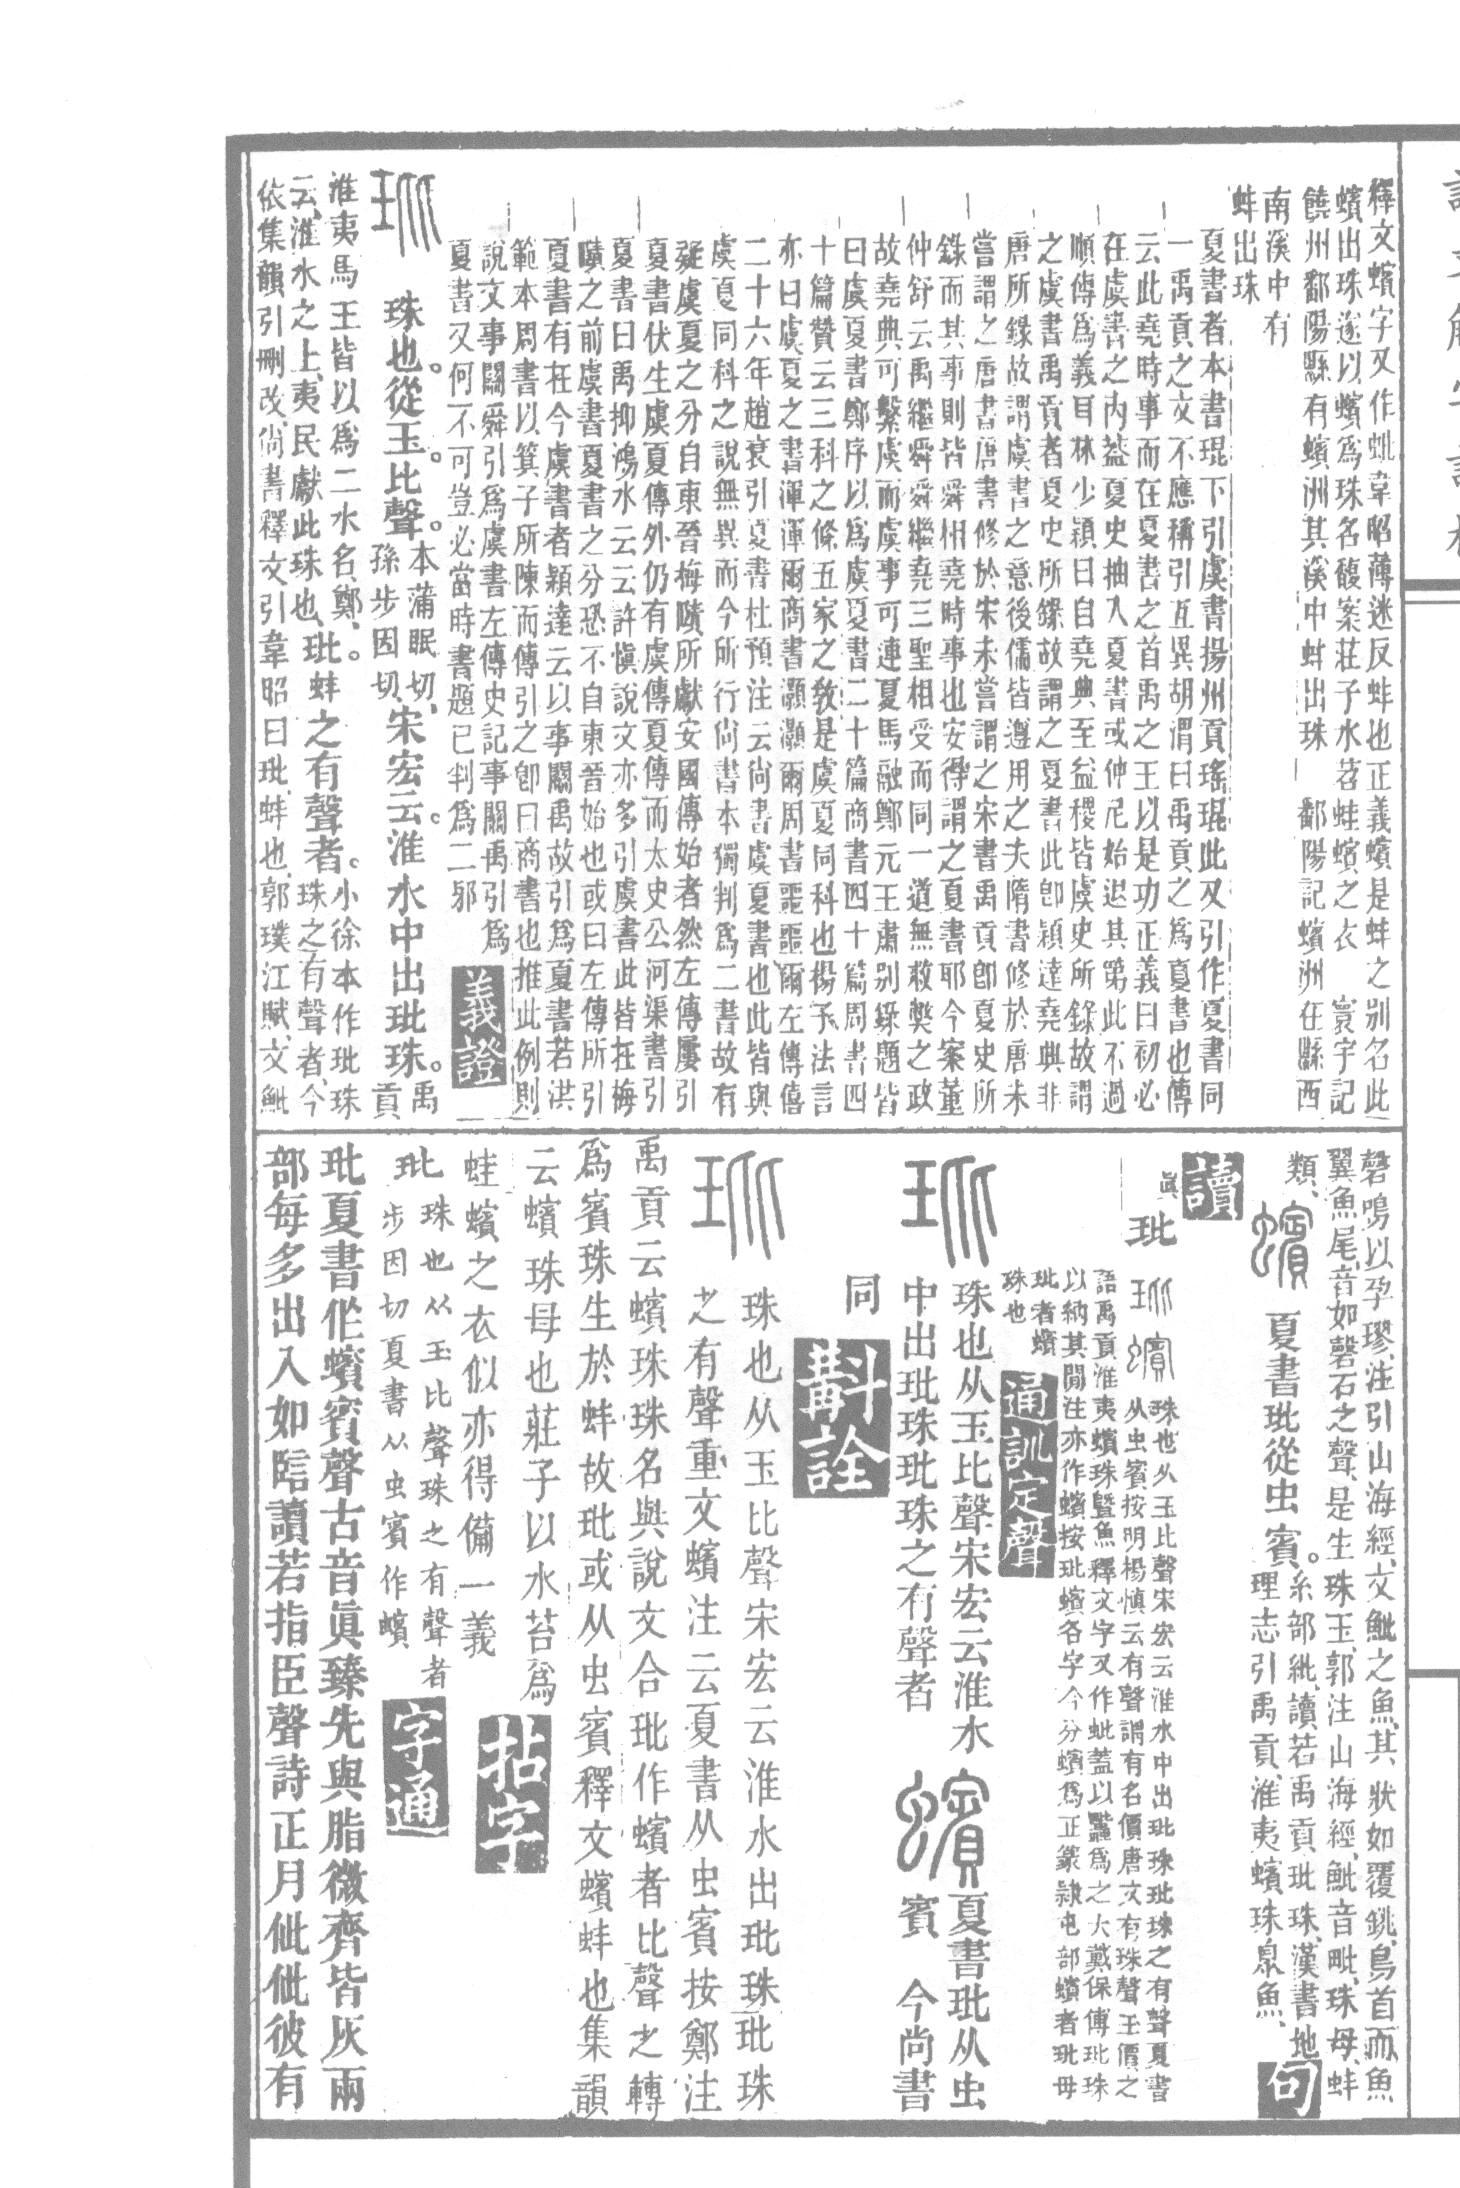 釋文蠙字又作蚍韋昭薄迷反蚌也正義蠙是蚌之别名此
蠙出珠遂以蠙爲珠名馥案莊子水苔蛙蠙之衣 寰宇記
饒州鄱陽縣有蠙洲其溪中蚌出珠 鄱陽記蠙洲在縣西
南溪中有
蚌出珠
夏書者本書琨下引虞書揚州貢瑤琨此又引作夏書同
一禹貢之文不應稱引互異胡渭曰禹貢之爲夏書也傳
云此堯時事而在夏書之首禹之王以是功正義曰初必
在虞書之內蓋夏史抽入夏書或仲尼始退其第此不過
順傳爲義耳林少穎曰自堯典至益稷皆虞史所錄故謂
之虞書禹貢者夏史所錄故謂之夏書此卽穎達堯典非
唐所錄故謂虞書之意後儒皆遵用之夫隋書修於唐未
嘗謂之唐書唐書修於宋未嘗謂之宋書禹貢卽夏史所
錄而其事則皆舜相堯時事也安得謂之夏書耶今案董
仲舒云禹繼舜舜繼堯三聖相受而同一道無救獘之政
故堯典可繫虞而虞事可連夏馬融鄭元王肅别錄題皆
曰虞夏書鄭序以爲虞夏書二十篇商書四十篇周書四
十篇贊云三科之條五家之敎是虞夏同科也揚子法言
亦曰虞夏之書渾渾爾商書灝灝爾周書噩噩爾左傳僖
二十六年趙衰引夏書杜預注云尙書虞夏書也此皆與
虞夏同科之說無異而今所行尙書本獨判爲二書故有
疑虞夏之分自東晉梅賾所獻安國傳始者然左傳屢引
夏書伏生虞夏傳外仍有虞傳夏傳而太史公河渠書引
夏書曰禹抑鴻水云云許愼說文亦多引虞書此皆在梅
賾之前虞書夏書之分恐不自東晉始也或曰左傳所引
夏書有在今虞書者穎達云以事關禹故引爲夏書若洪
範本周書以箕子所陳而傳引之卽曰商書也推此例則
說文事關舜引爲虞書左傳史記事關禹引爲
夏書又何不可豈必當時書題已判爲二邪 義證
珠也從玉比聲本蒲眠切孫步因切宋宏云淮水中出玭珠禹貢
淮夷馬王皆以爲二水名鄭玭蚌之有聲者小徐本作玭珠
云淮水之上夷民獻此珠也珠之有聲者今
依集韻引刪改尙書釋文引韋昭曰玭蚌也郭璞江賦文魮
磬鳴以孕璆注引山海經文魮之魚其狀如覆銚鳥首而魚
翼魚尾音如磬石之聲是生珠玉郭注山海經魮音毗珠母蚌
類 蠙 夏書玭從虫賓糸部紕讀若禹貢玭珠漢書地
理志引禹貢淮夷蠙珠臮魚 句
讀
眞
玭 珠也从玉比聲宋宏云淮水中出玭珠玭珠之有聲夏書
从虫賓按明楊愼云有聲謂有名價唐文有珠聲玉價之
語禹貢淮夷蠙珠暨魚釋文字又作蚍蓋以蠶爲之大戴保傅玭珠
以納其閒注亦作蠙按玭蠙各字今分蠙爲正篆隷屯部蠙者玭母
玭者蠙
珠也 通訓定聲
珠也从玉比聲宋宏云淮水 蠙 夏書玭从虫
中出玭珠玭珠之有聲者 賓 今尚書
同 斠詮
珠也从玉比聲宋宏云淮水出玭珠玭珠
之有聲重文蠙注云夏書从虫賓按鄭注
禹貢云蠙珠珠名與說文合玭作蠙者比聲之轉
爲賓珠生於蚌故玭或从虫賓釋文蠙蚌也集韻
云蠙珠母也莊子以水苔爲
蛙蠙之衣似亦得備一義 拈字
玭 珠也从玉比聲珠之有聲者
步因切夏書从虫賓作蠙 字通
玭夏書作蠙賓聲古音眞臻先與脂微齊皆灰兩
部每多出入如㽎讀若指臣聲詩正月佌佌彼有